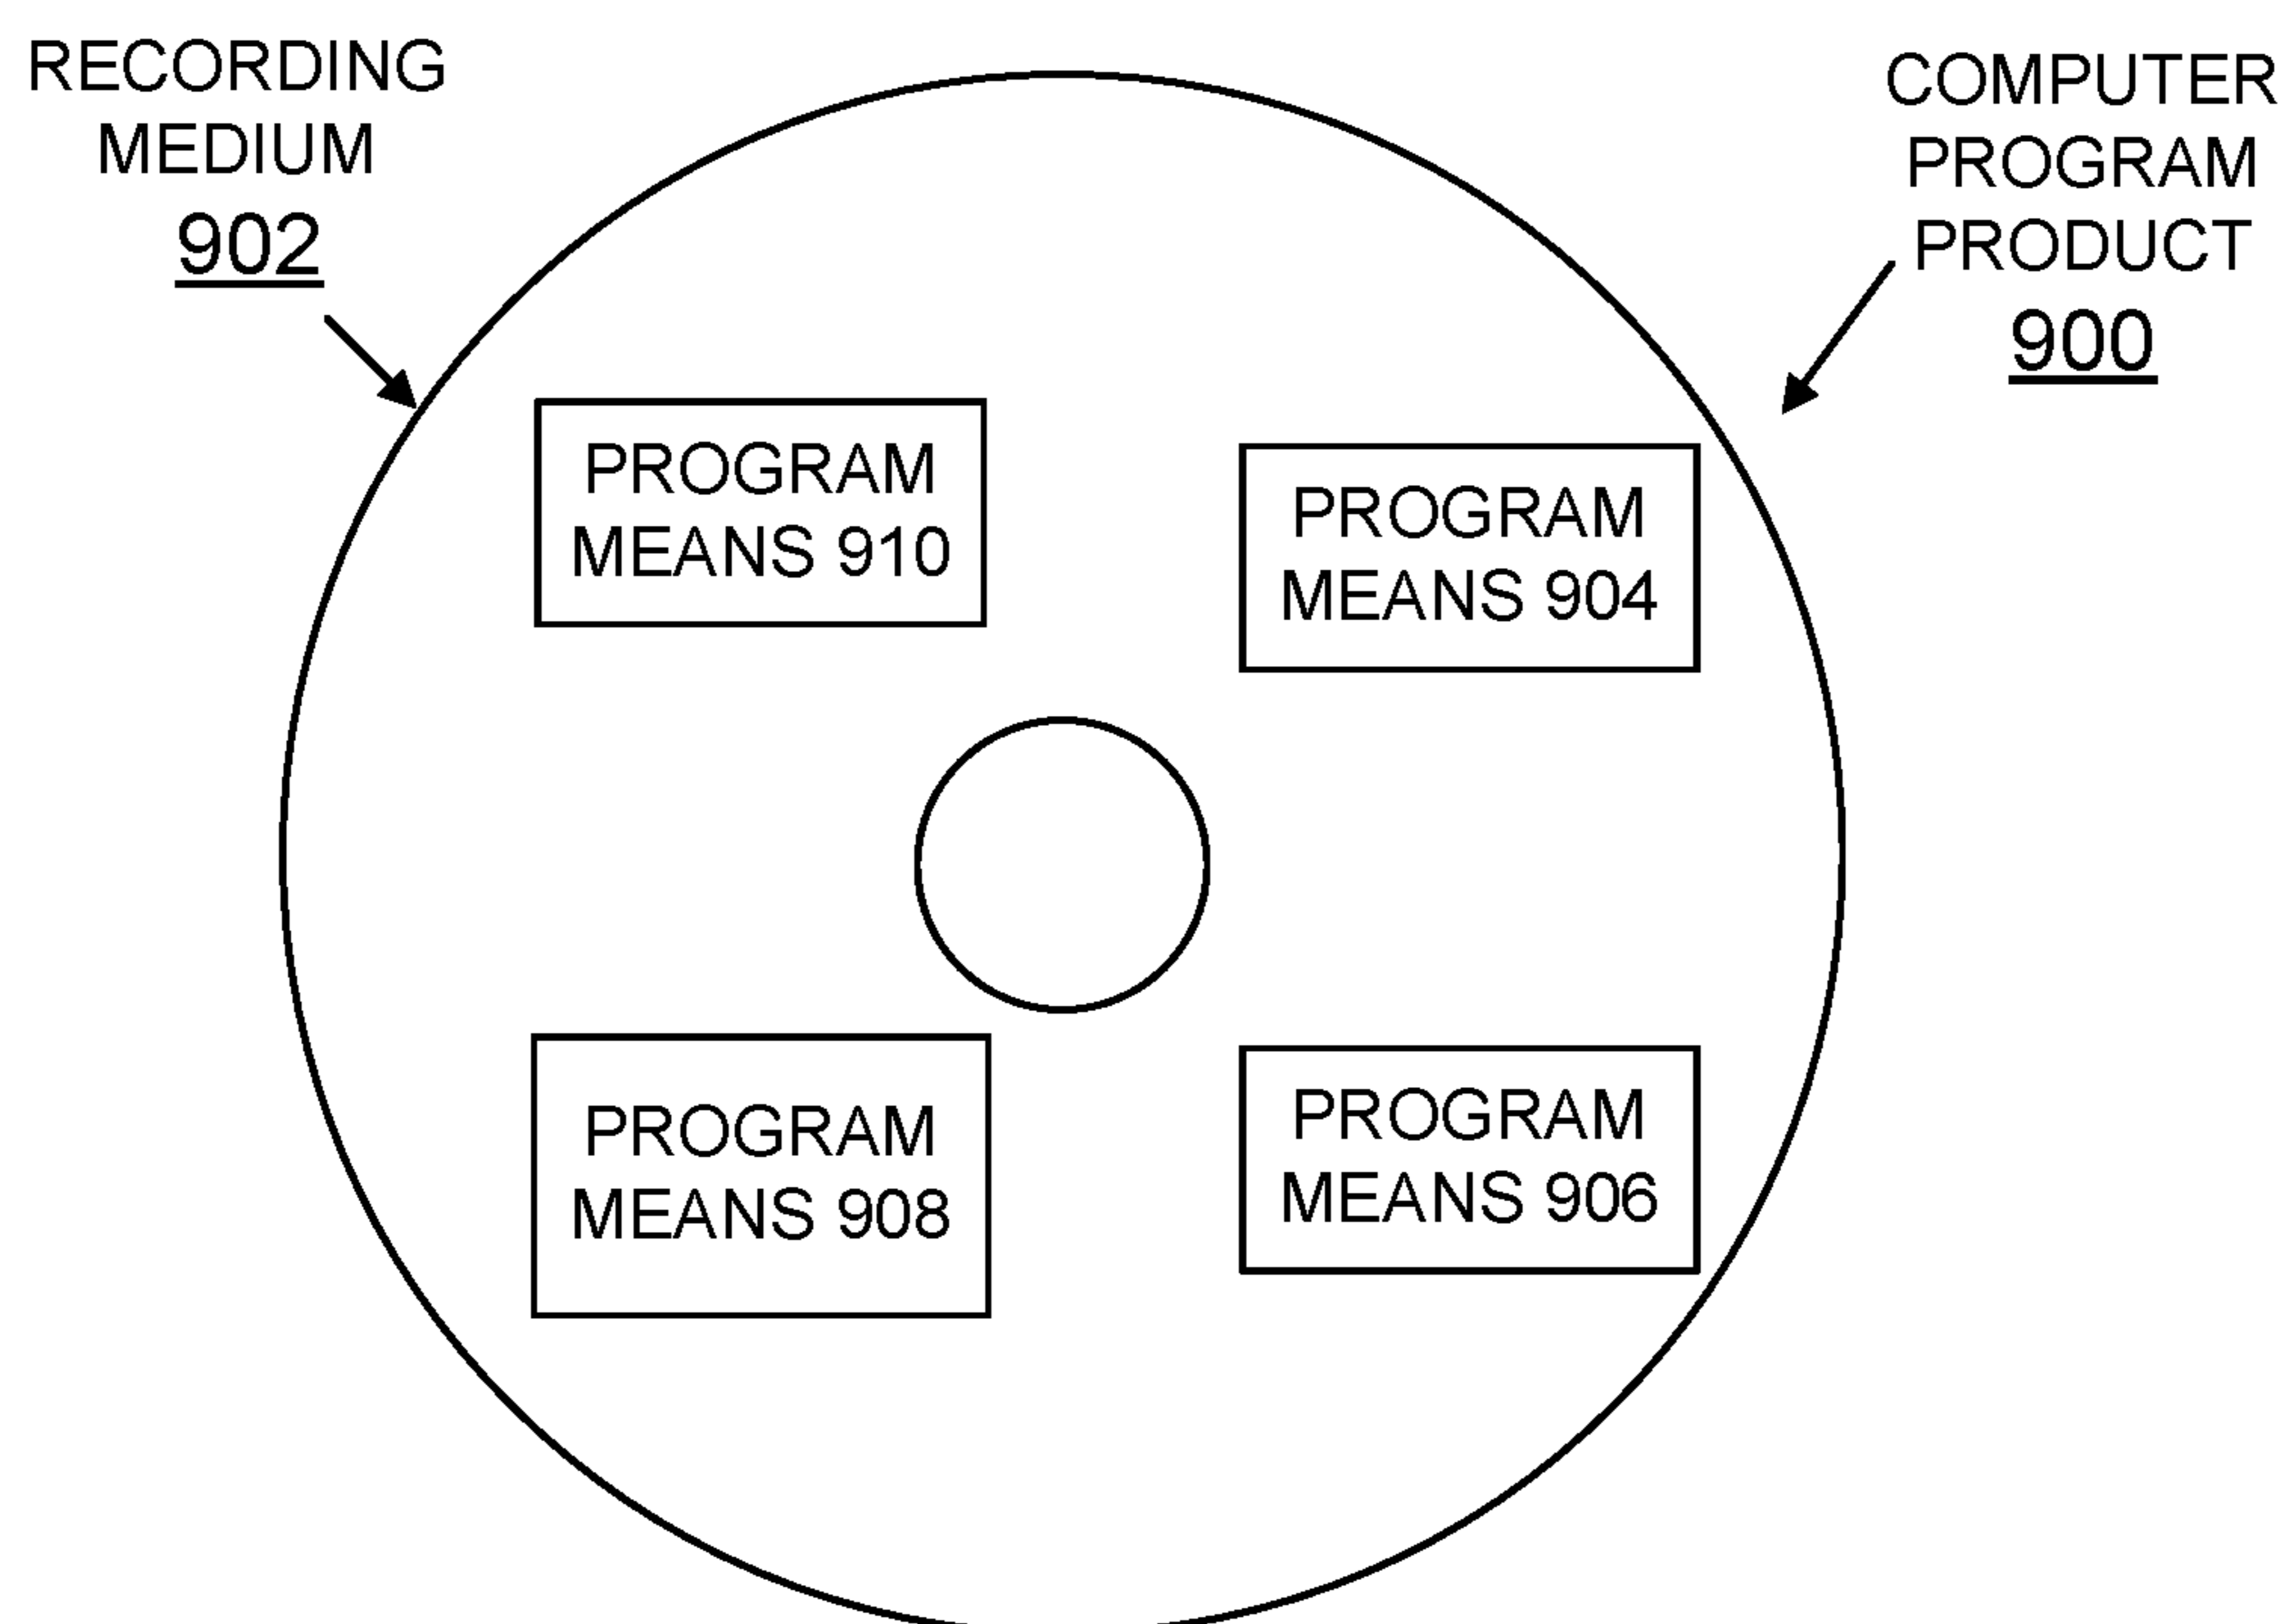 RECORDING
MEDIUM
902
COMPUTER
PROGRAM
PRODUCT
900
PROGRAM
MEANS 910
PROGRAM
MEANS 904
PROGRAM
MEANS 908
PROGRAM
MEANS 906